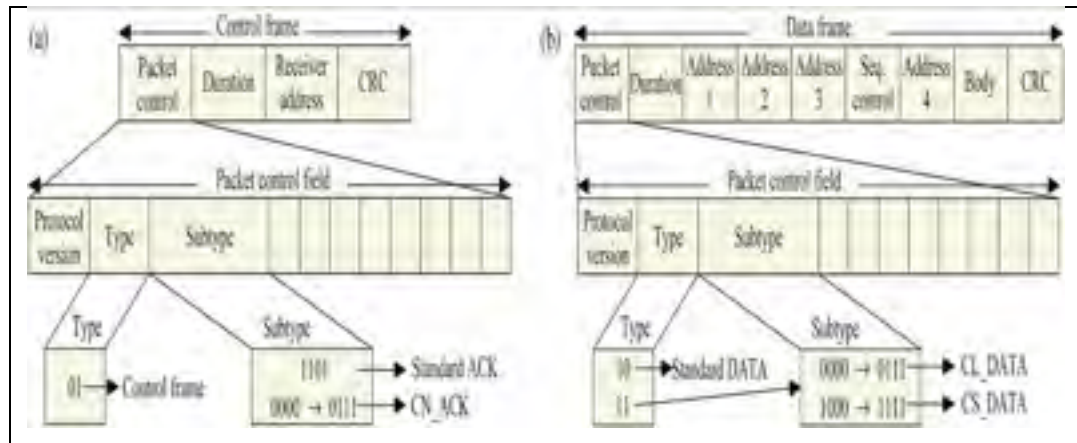 (a)
Control frame
Packet control
Duration
Receiver address
CRC
Packet control field
Protocol version
Type
Subtype
Type
Subtype
01
Control frame
1101
Standard ACK
0000 → 0111
CN_ACK
(b)
Data frame
Packet control
Duration
Address 1
Address 2
Address 3
Seq. control
Address 4
Body
CRC
Packet control field
Protocol version
Type
Subtype
Type
Subtype
10
Standard DATA
11
0000 → 0111
CL_DATA
1000 → 1111
CS_DATA